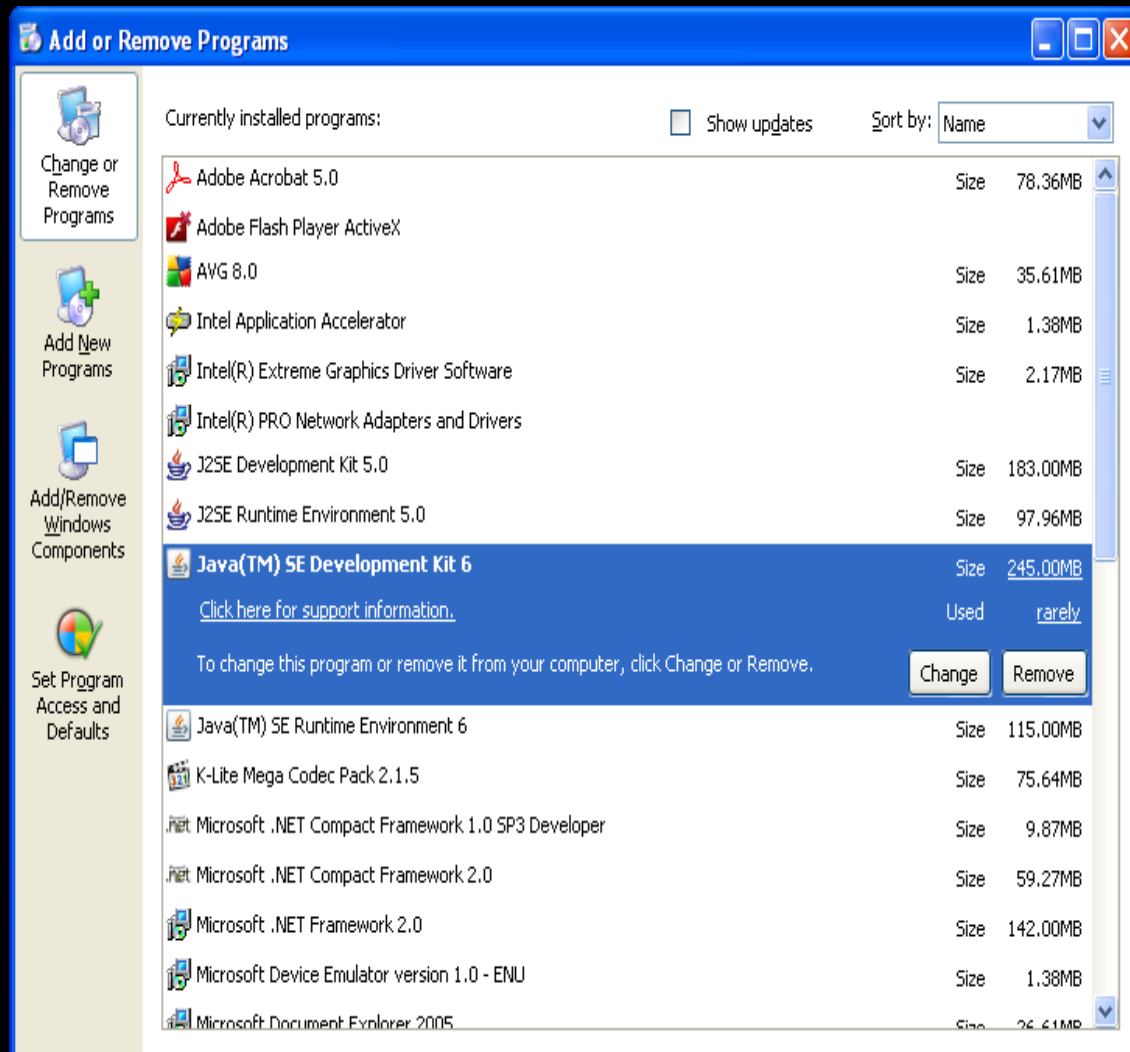 Add or Remove Programs
Change or
Remove
Programs
Add New
Programs
Add/Remove
Windows
Components
Set Program
Access and
Defaults
Currently installed programs: Show updates Sort by: Name
Adobe Acrobat 5.0 Size 78.36MB
Adobe Flash Player ActiveX
AVG 8.0 Size 35.61MB
Intel Application Accelerator Size 1.38MB
Intel(R) Extreme Graphics Driver Software Size 2.17MB
Intel(R) PRO Network Adapters and Drivers
J2SE Development Kit 5.0 Size 183.00MB
J2SE Runtime Environment 5.0 Size 97.96MB
Java(TM) SE Development Kit 6 Size 245.00MB
Click here for support information. Used rarely
To change this program or remove it from your computer, click Change or Remove. Change Remove
Java(TM) SE Runtime Environment 6 Size 115.00MB
K-Lite Mega Codec Pack 2.1.5 Size 75.64MB
Microsoft .NET Compact Framework 1.0 SP3 Developer Size 9.87MB
Microsoft .NET Compact Framework 2.0 Size 59.27MB
Microsoft .NET Framework 2.0 Size 142.00MB
Microsoft Device Emulator version 1.0 - ENU Size 1.38MB
Microsoft Document Explorer 2005 Size 26.61MB